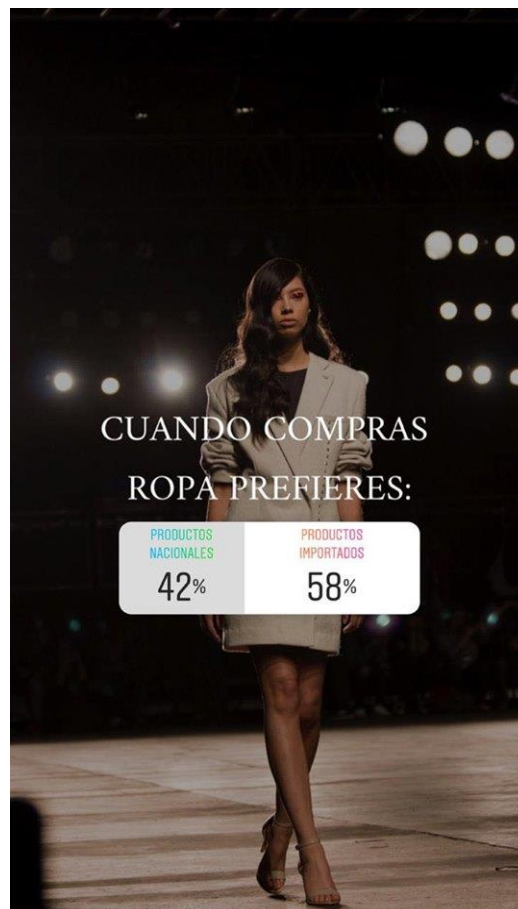 CUANDO COMPRAS
ROPA PREFIERES:
PRODUCTOS
NACIONALES
42%
PRODUCTOS
IMPORTADOS
58%